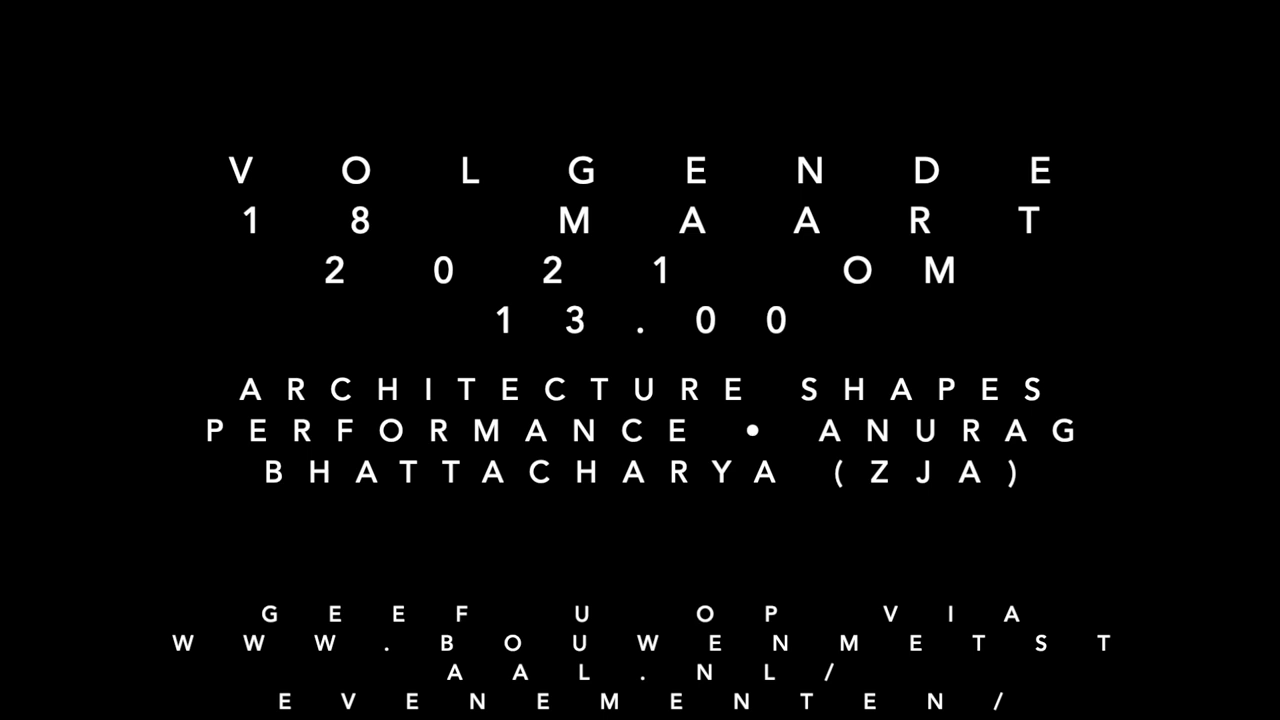 VOLGENDE
18 MAART
2021 OM
13.00
ARCHITECTURE SHAPES
PERFORMANCE • ANURAG
BHATTACHARYA (ZJA)
GEEF U OP VIA
WWW.BOUWENMETST
AAL.NL/
EVENEMENTEN/